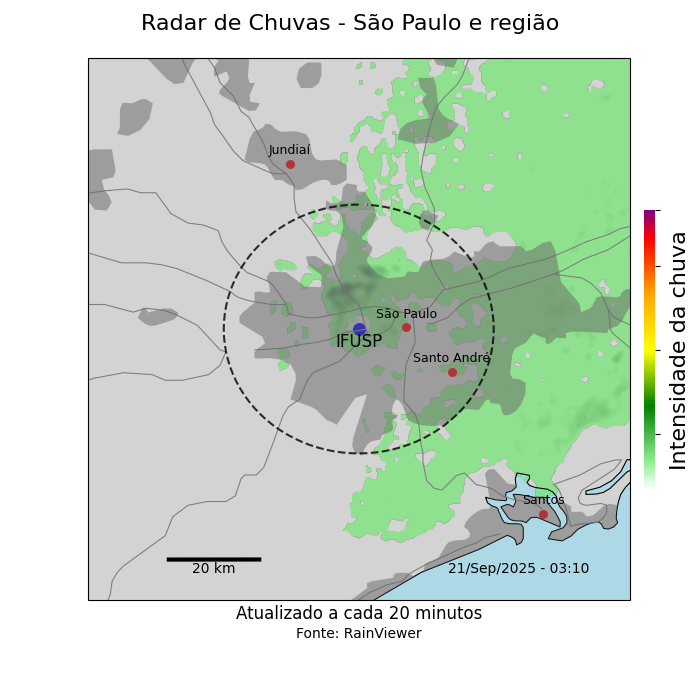 Radar de Chuvas - São Paulo e região
Jundiaí
São Paulo
IFUSP
Santo André
Santos
20 km
21/Sep/2025 - 03:10
Intensidade da chuva
Atualizado a cada 20 minutos
Fonte: RainViewer